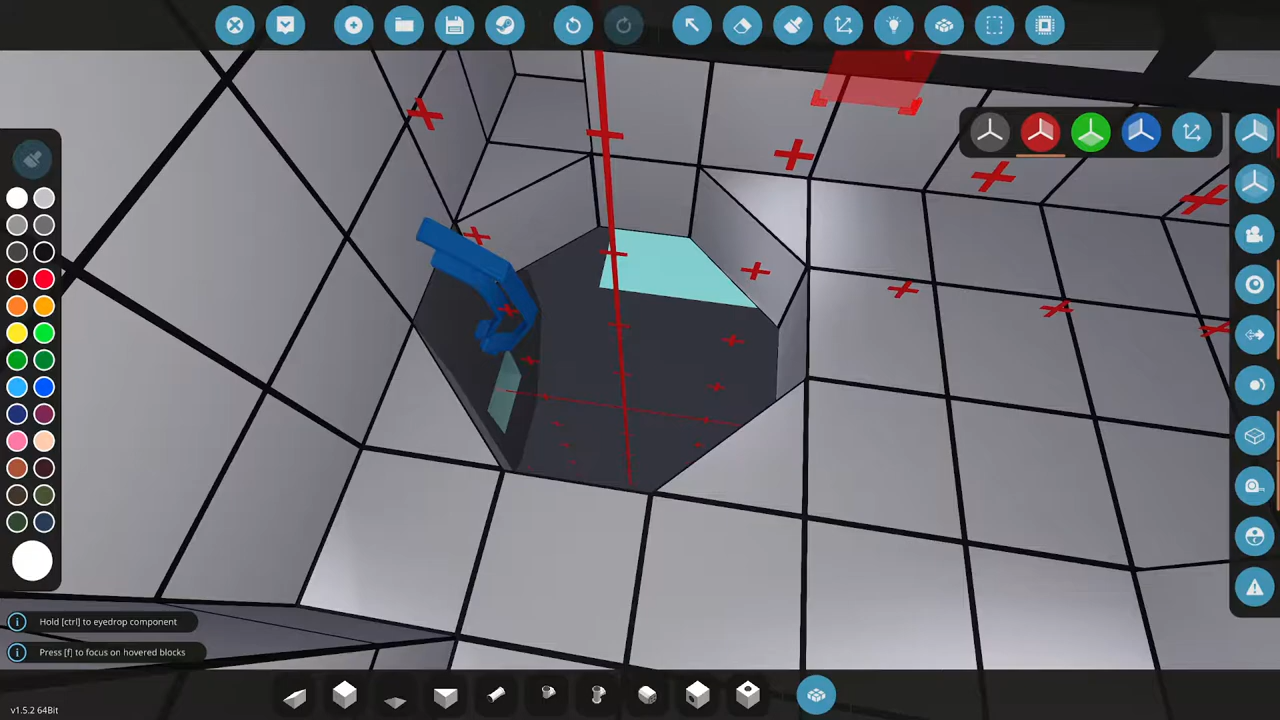 Hold [ctrl] to eyedrop component
Press [f] to focus on hovered blocks
v1.5.2 64Bit